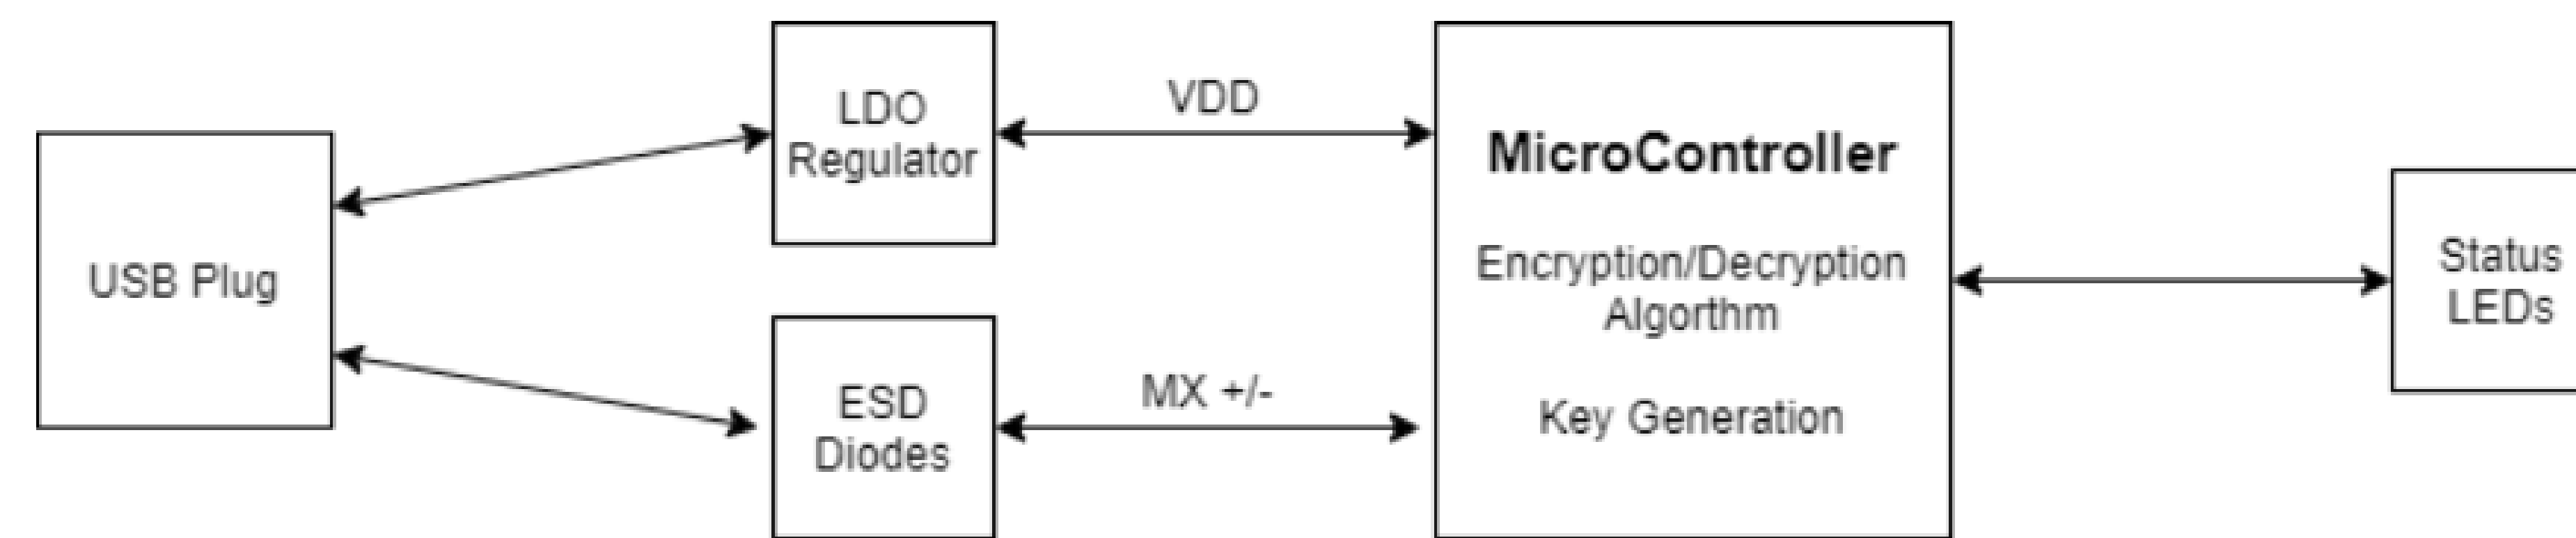 USB Plug
LDO
Regulator
ESD
Diodes
VDD
MX +/-
MicroController
Encryption/Decryption
Algorthm
Key Generation
Status
LEDs